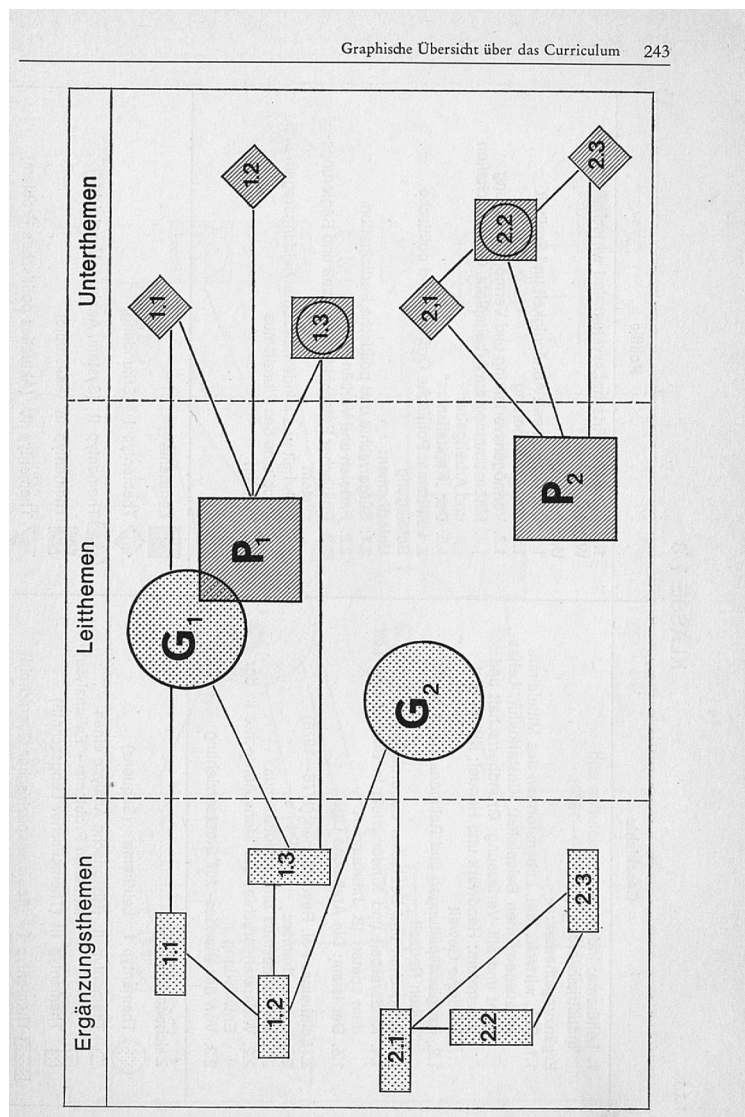 Graphische Übersicht über das Curriculum 243
Unterthemen
1.1
1.2
1.3
2,1
2.2
2.3
Leitthemen
G1
P1
G2
P2
Ergänzungsthemen
1.1
1.2
1.3
2.1
2.2
2.3